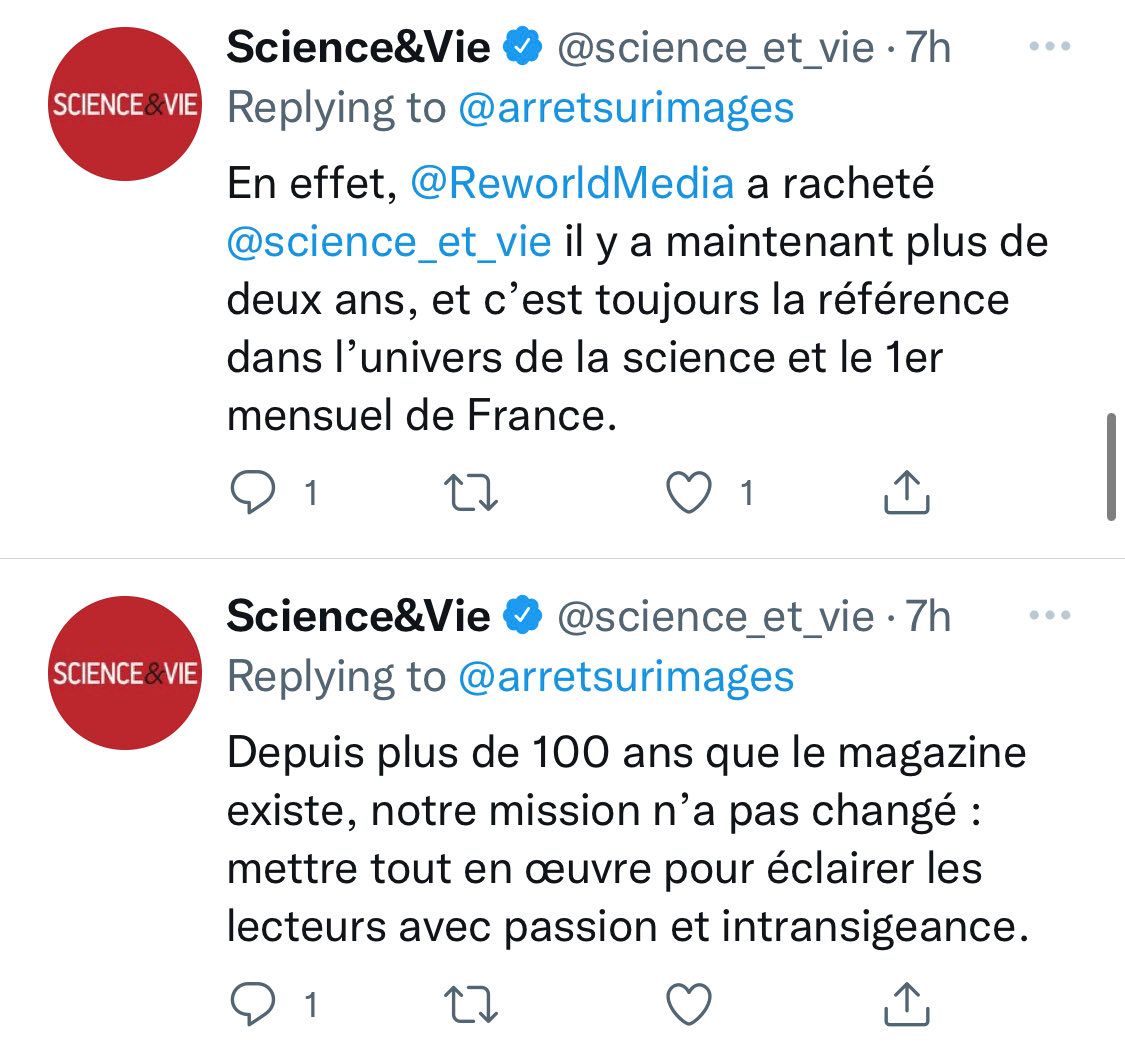 Science&Vie @science_et_vie · 7h
SCIENCE&VIE
Replying to @arretsurimages
En effet, @ReworldMedia a racheté
@science_et_vie il y a maintenant plus de
deux ans, et c’est toujours la référence
dans l’univers de la science et le 1er
mensuel de France.
1 1
Science&Vie @science_et_vie · 7h
SCIENCE&VIE
Replying to @arretsurimages
Depuis plus de 100 ans que le magazine
existe, notre mission n’a pas changé :
mettre tout en œuvre pour éclairer les
lecteurs avec passion et intransigeance.
1